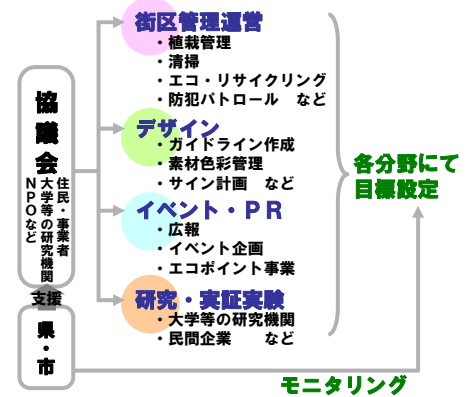 協議会
住民・事業者
大学等の研究機関
NPOなど
支援
県・市
街区管理運営
・植栽管理
・清掃
・エコ・リサイクリング
・防犯パトロール　など
デザイン
・ガイドライン作成
・素材色彩管理
・サイン計画　など
イベント・PR
・広報
・イベント企画
・エコポイント事業
研究・実証実験
・大学等の研究機関
・民間企業　　など
各分野にて
目標設定
モニタリング